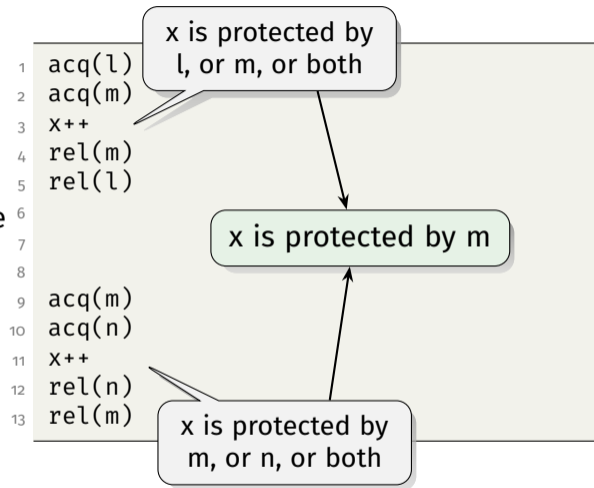 x is protected by
l, or m, or both
1 acq(l)
2 acq(m)
3 x++
4 rel(m)
5 rel(l)
e 6
7
x is protected by m
8
9 acq(m)
10 acq(n)
11 x++
12 rel(n)
13 rel(m)
x is protected by
m, or n, or both